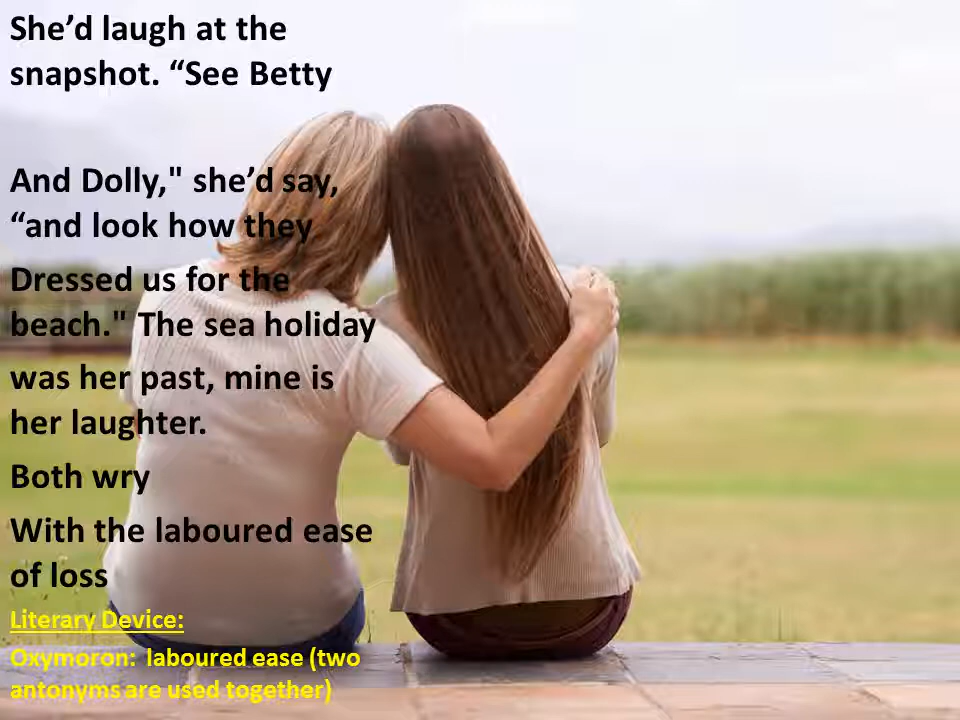 She’d laugh at the
snapshot. “See Betty
And Dolly," she’d say,
“and look how they
Dressed us for the
beach." The sea holiday
was her past, mine is
her laughter.
Both wry
With the laboured ease
of loss
Literary Device:
Oxymoron: laboured ease (two
antonyms are used together)